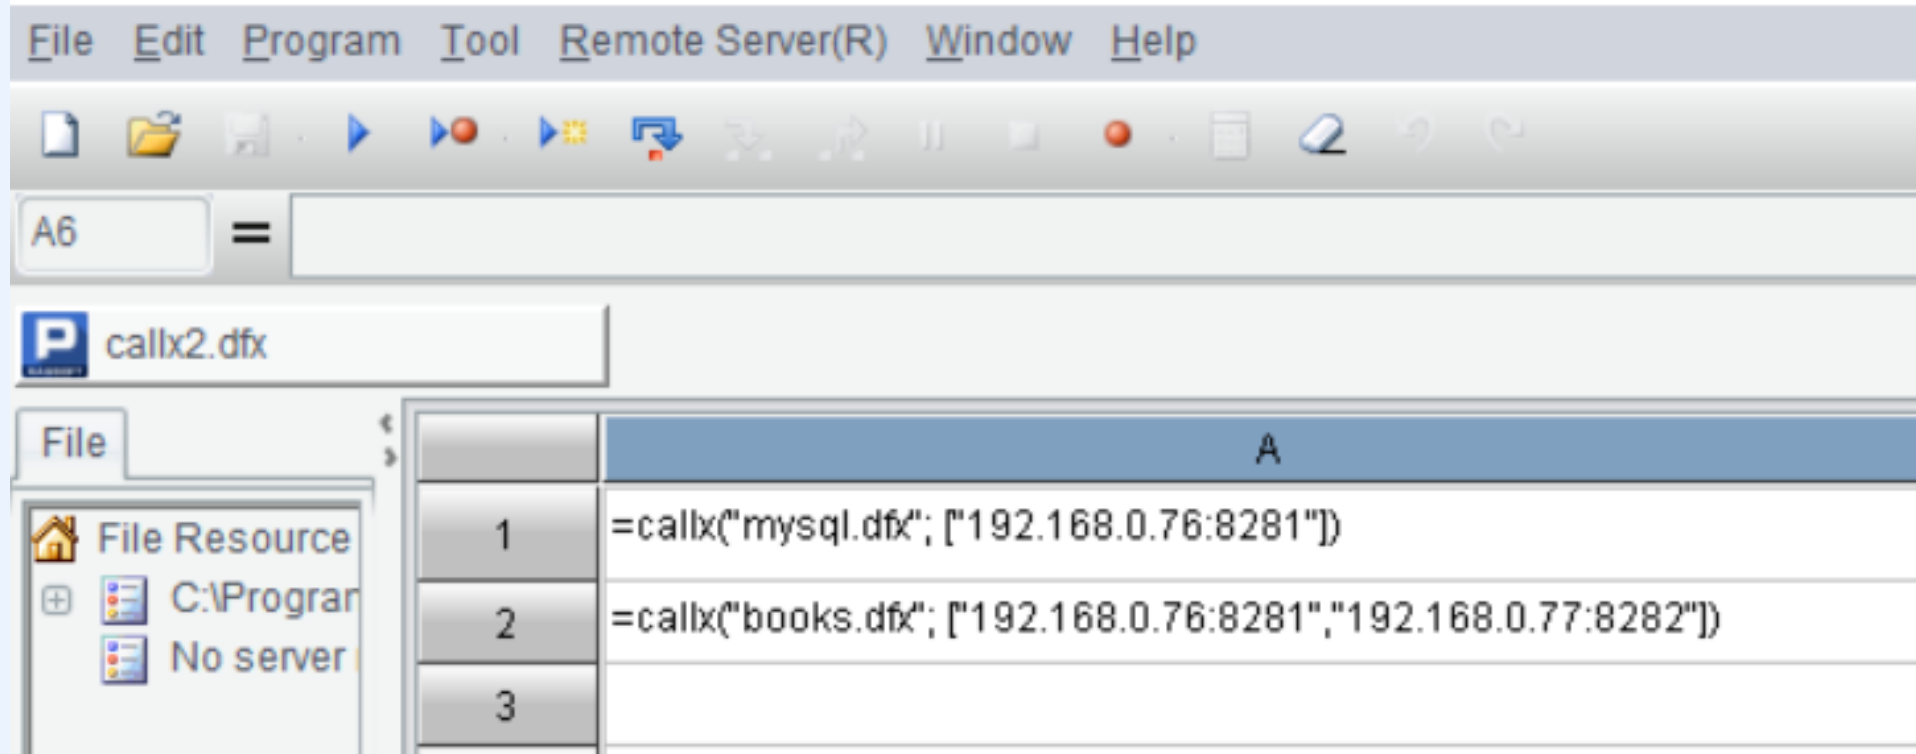 File Edit Program Tool Remote Server(R) Window Help
A6 =
P callx2.dfx
File
A
File Resource
1 =callx("mysql.dfx"; ["192.168.0.76:8281"])
C:\Program
2 =callx("books.dfx"; ["192.168.0.76:8281","192.168.0.77:8282"])
No server
3